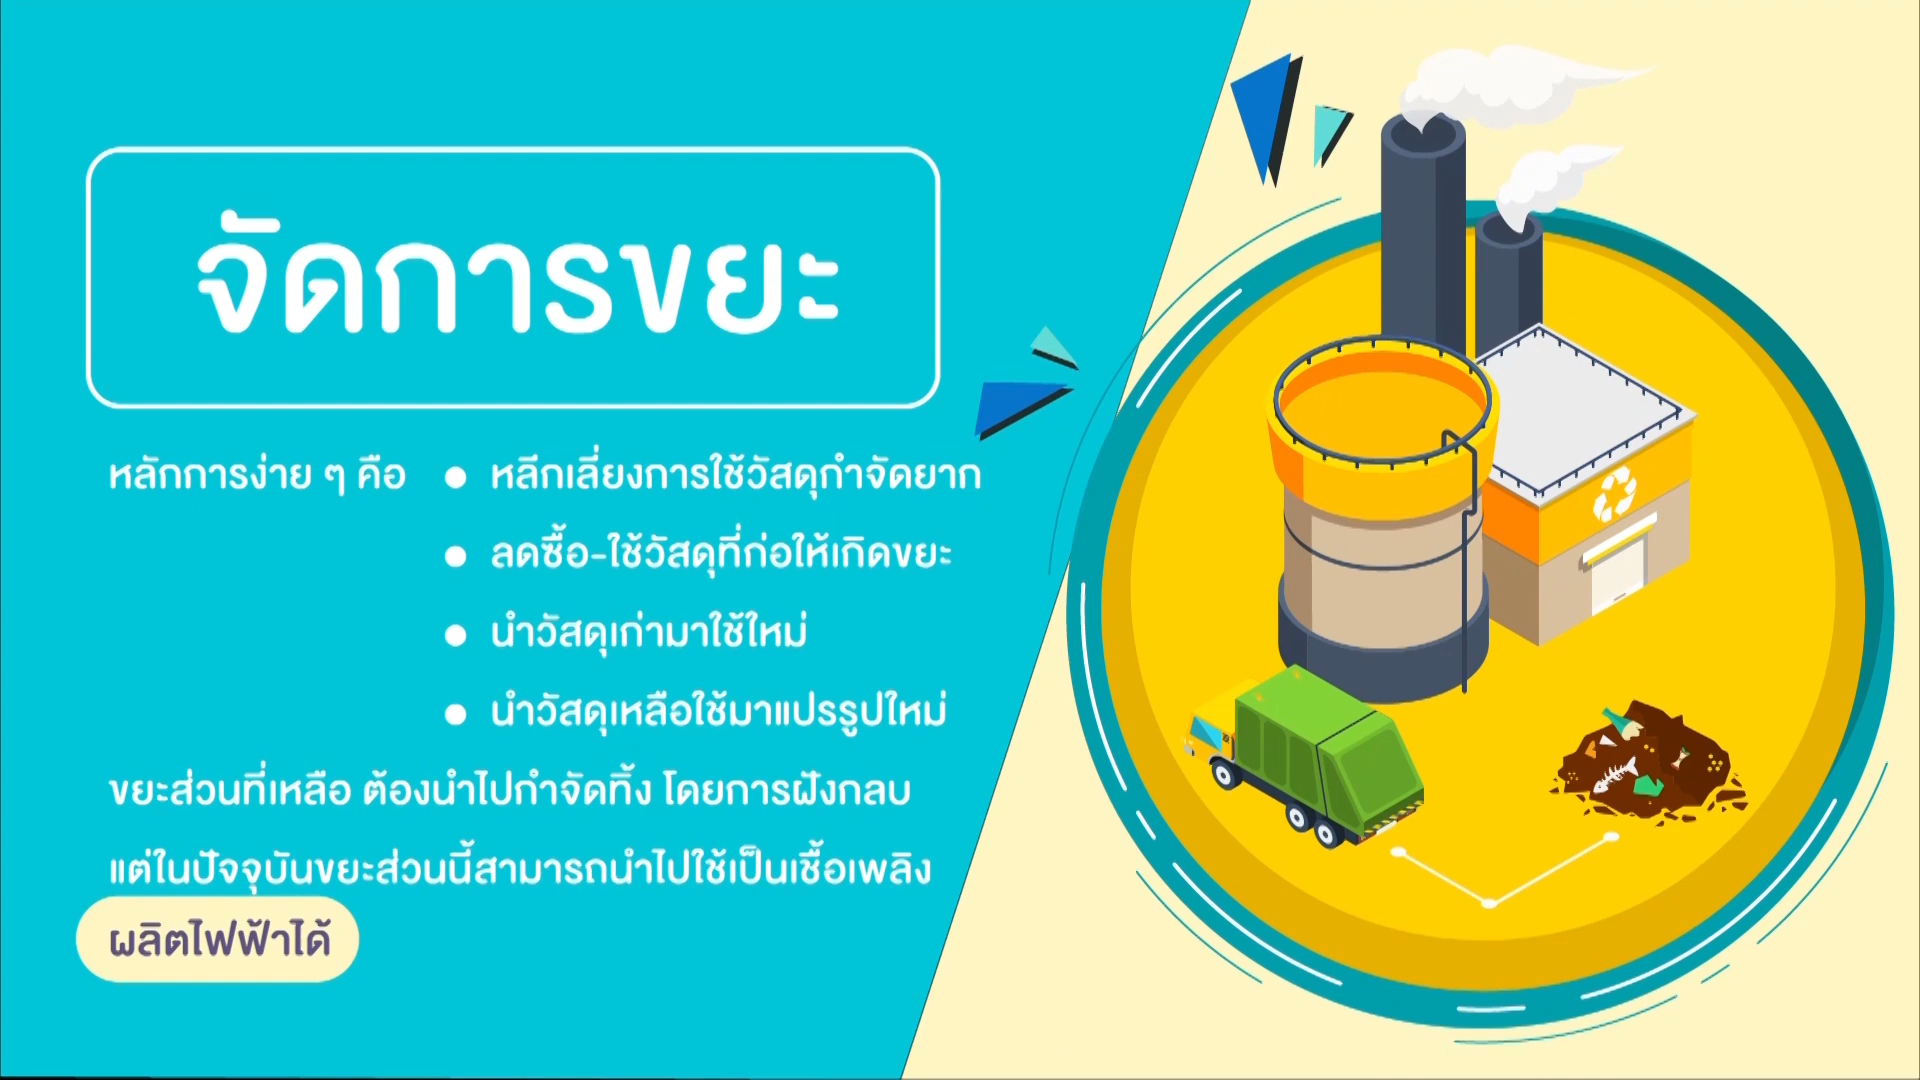 จัดการขยะ
หลักการง่าย ๆ คือ ● หลีกเลี่ยงการใช้วัสดุกำจัดยาก
● ลดซื้อ-ใช้วัสดุที่ก่อให้เกิดขยะ
● นำวัสดุเก่ามาใช้ใหม่
● นำวัสดุเหลือใช้มาแปรรูปใหม่
ขยะส่วนที่เหลือ ต้องนำไปกำจัดทิ้ง โดยการฝังกลบ
แต่ในปัจจุบันขยะส่วนนี้สามารถนำไปใช้เป็นเชื้อเพลิง
ผลิตไฟฟ้าได้